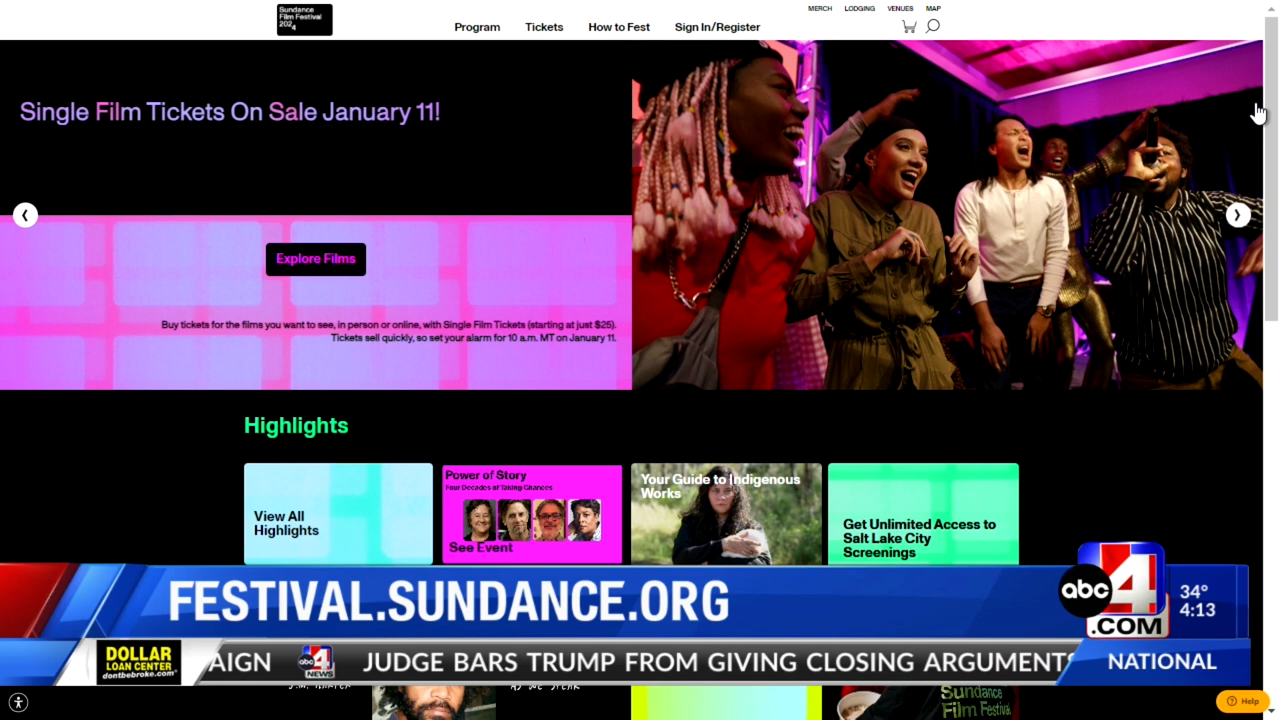 Sundance
Film Festival
2024
MERCH LODGING VENUES MAP
Program Tickets How to Fest Sign In/Register
Single Film Tickets On Sale January 11!
Explore Films
Buy tickets for the films you want to see, in person or online, with Single Film Tickets (starting at just $25).
Tickets sell quickly, so set your alarm for 10 a.m. MT on January 11.
Highlights
View All
Highlights
Power of Story
Four Decades of Taking Chances
See Event
Your Guide to Indigenous
Works
Get Unlimited Access to
Salt Lake City
Screenings
FESTIVAL.SUNDANCE.ORG
abc 4
.COM
34°
4:13
DOLLAR
LOAN CENTER
dontbebroke.com
AIGN
abc 4
NEWS
JUDGE BARS TRUMP FROM GIVING CLOSING ARGUMENTS
NATIONAL
AS WE SPEAK
Sundance
Film Festival
Help